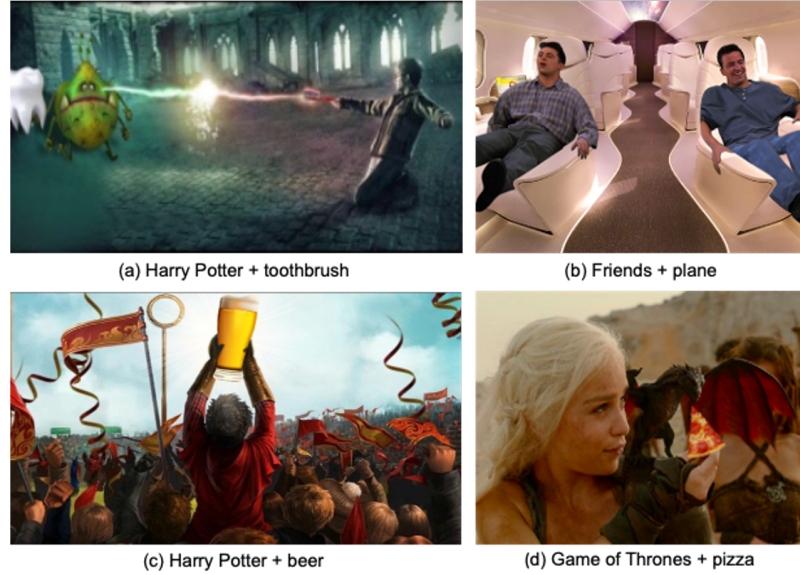 (a) Harry Potter + toothbrush
(b) Friends + plane
(c) Harry Potter + beer
(d) Game of Thrones + pizza